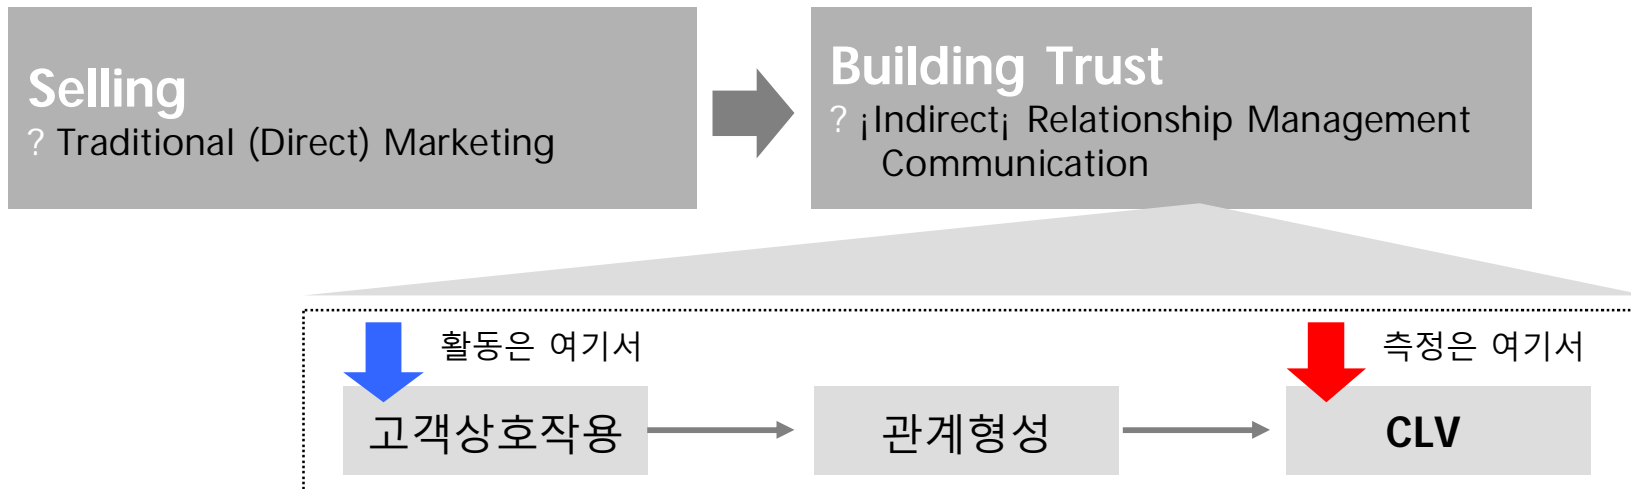 Selling
? Traditional (Direct) Marketing
Building Trust
? ¡Indirect¡ Relationship Management
Communication
활동은 여기서
측정은 여기서
고객상호작용
관계형성
CLV